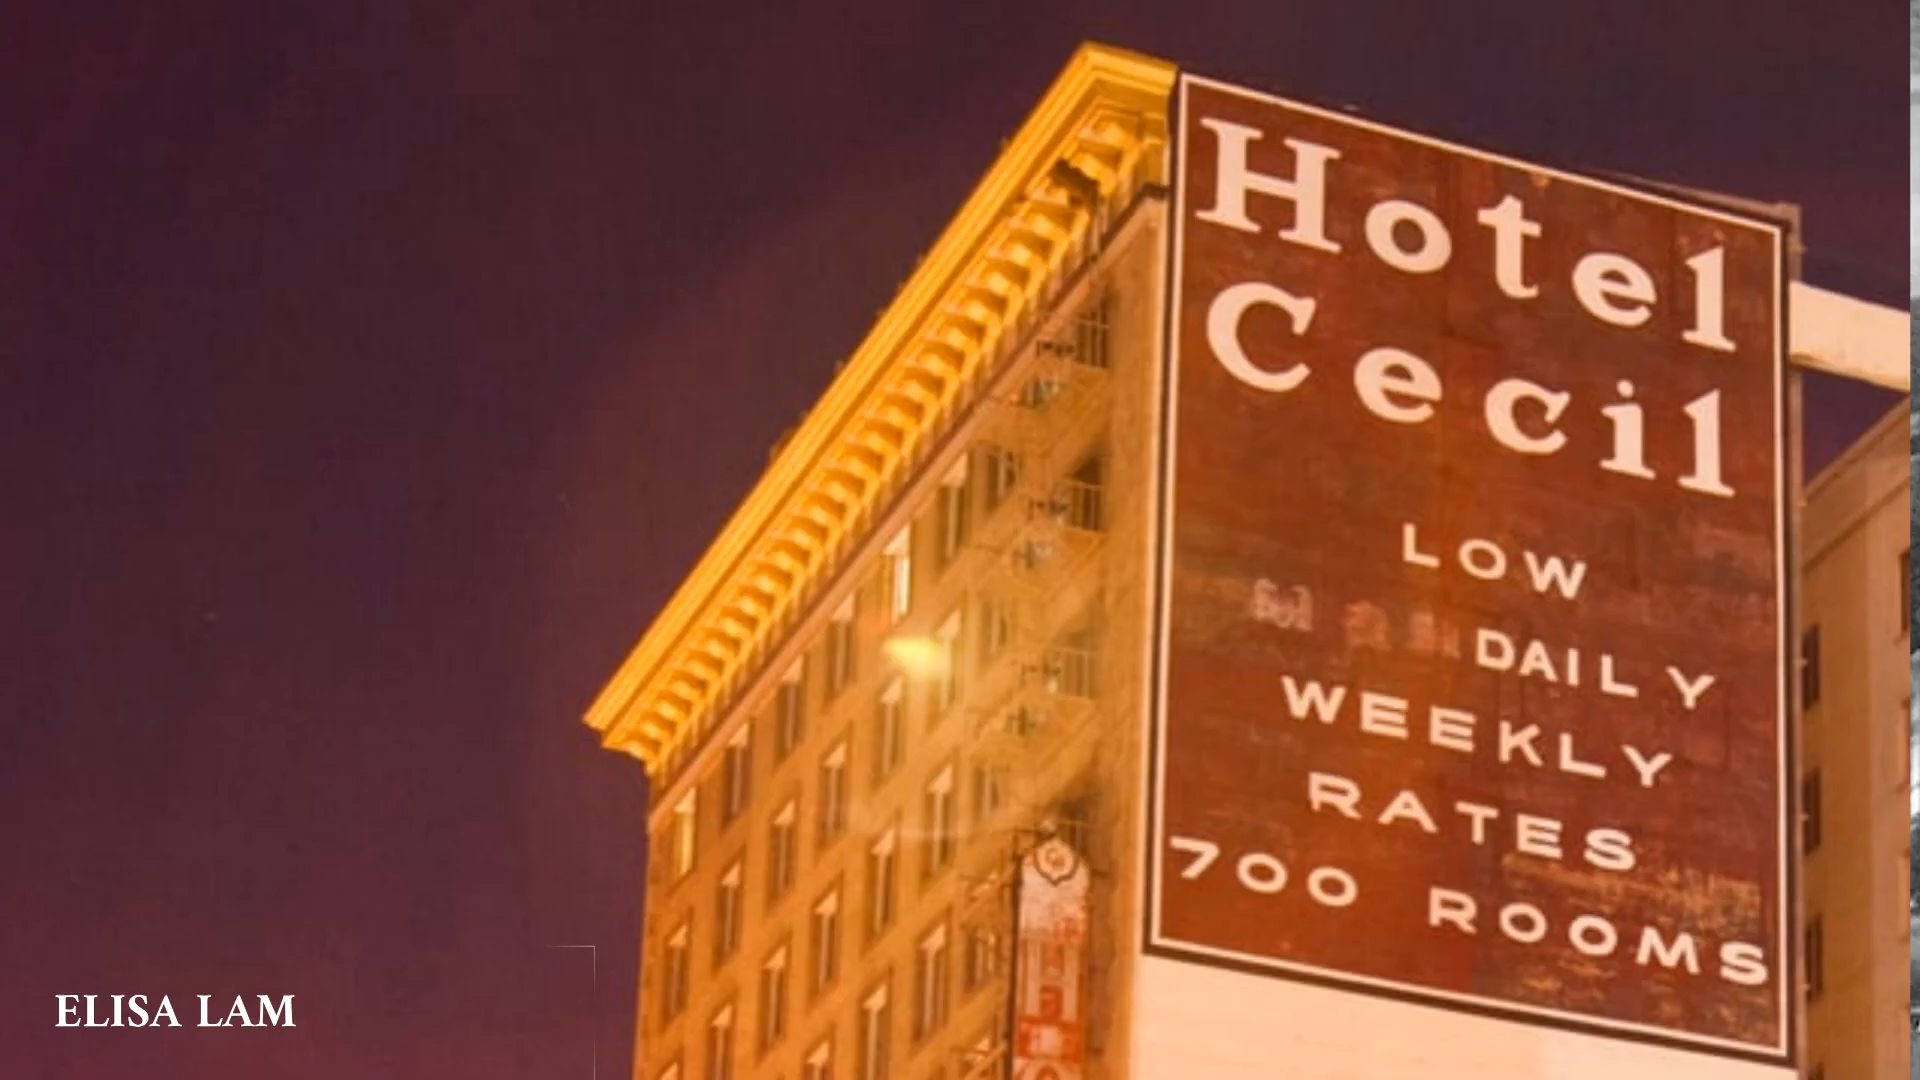 Hotel
Cecil
LOW
DAILY
WEEKLY
RATES
700 ROOMS
ELISA LAM